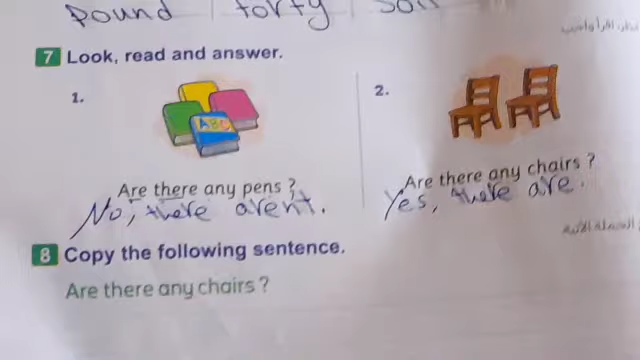 Pound forty
7 Look, read and answer.
1.
ABC
Are there any pens ?
No, there arent.
2.
Are there any chairs ?
Yes, there are.
8 Copy the following sentence.
Are there any chairs ?